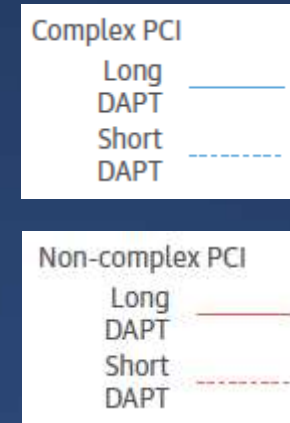 Complex PCI
Long
DAPT
Short
DAPT
Non-complex PCI
Long
DAPT
Short
DAPT